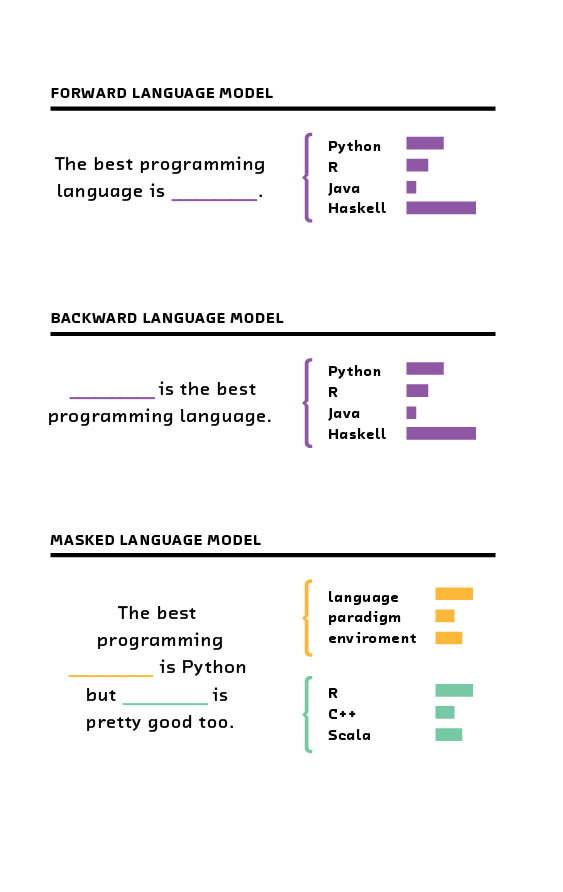 FORWARD LANGUAGE MODEL
The best programming
language is ________.
Python
R
Java
Haskell
BACKWARD LANGUAGE MODEL
________ is the best
programming language.
Python
R
Java
Haskell
MASKED LANGUAGE MODEL
The best
programming
________ is Python
but ________ is
pretty good too.
language
paradigm
enviroment
R
C++
Scala